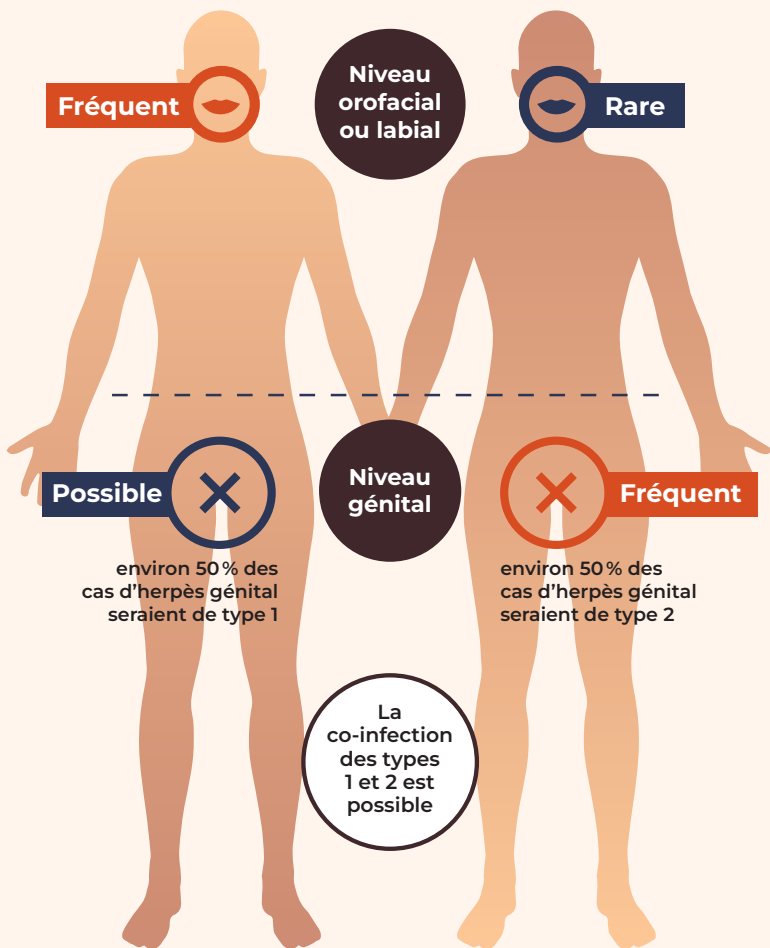 Fréquent
Niveau
orofacial
ou labial
Rare
Possible
Niveau
génital
Fréquent
environ 50 % des
cas d’herpès génital
seraient de type 1
environ 50 % des
cas d’herpès génital
seraient de type 2
La
co-infection
des types
1 et 2 est
possible